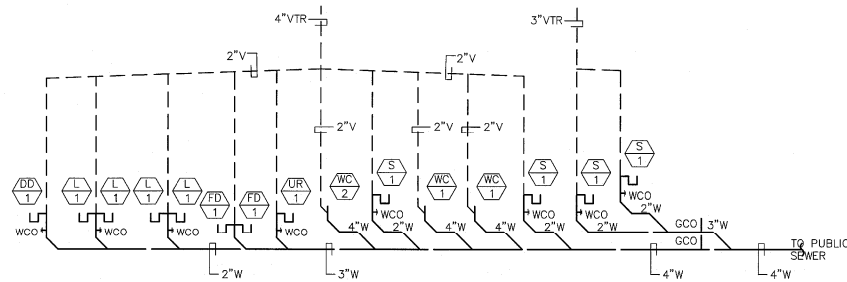 4"VTR
3"VTR
2"V
2"V
2"V
2"V
2"V
DD
1
L
1
L
1
L
1
L
1
FD
1
FD
1
UR
1
WC
2
S
1
WC
1
WC
1
S
1
S
1
S
1
WCO
WCO
WCO
WCO
WCO
WCO
WCO
WCO
4"W
2"W
4"W
4"W
2"W
2"W
2"W
GCO
3"W
GCO
TO PUBLIC
SEWER
2"W
3"W
4"W
4"W